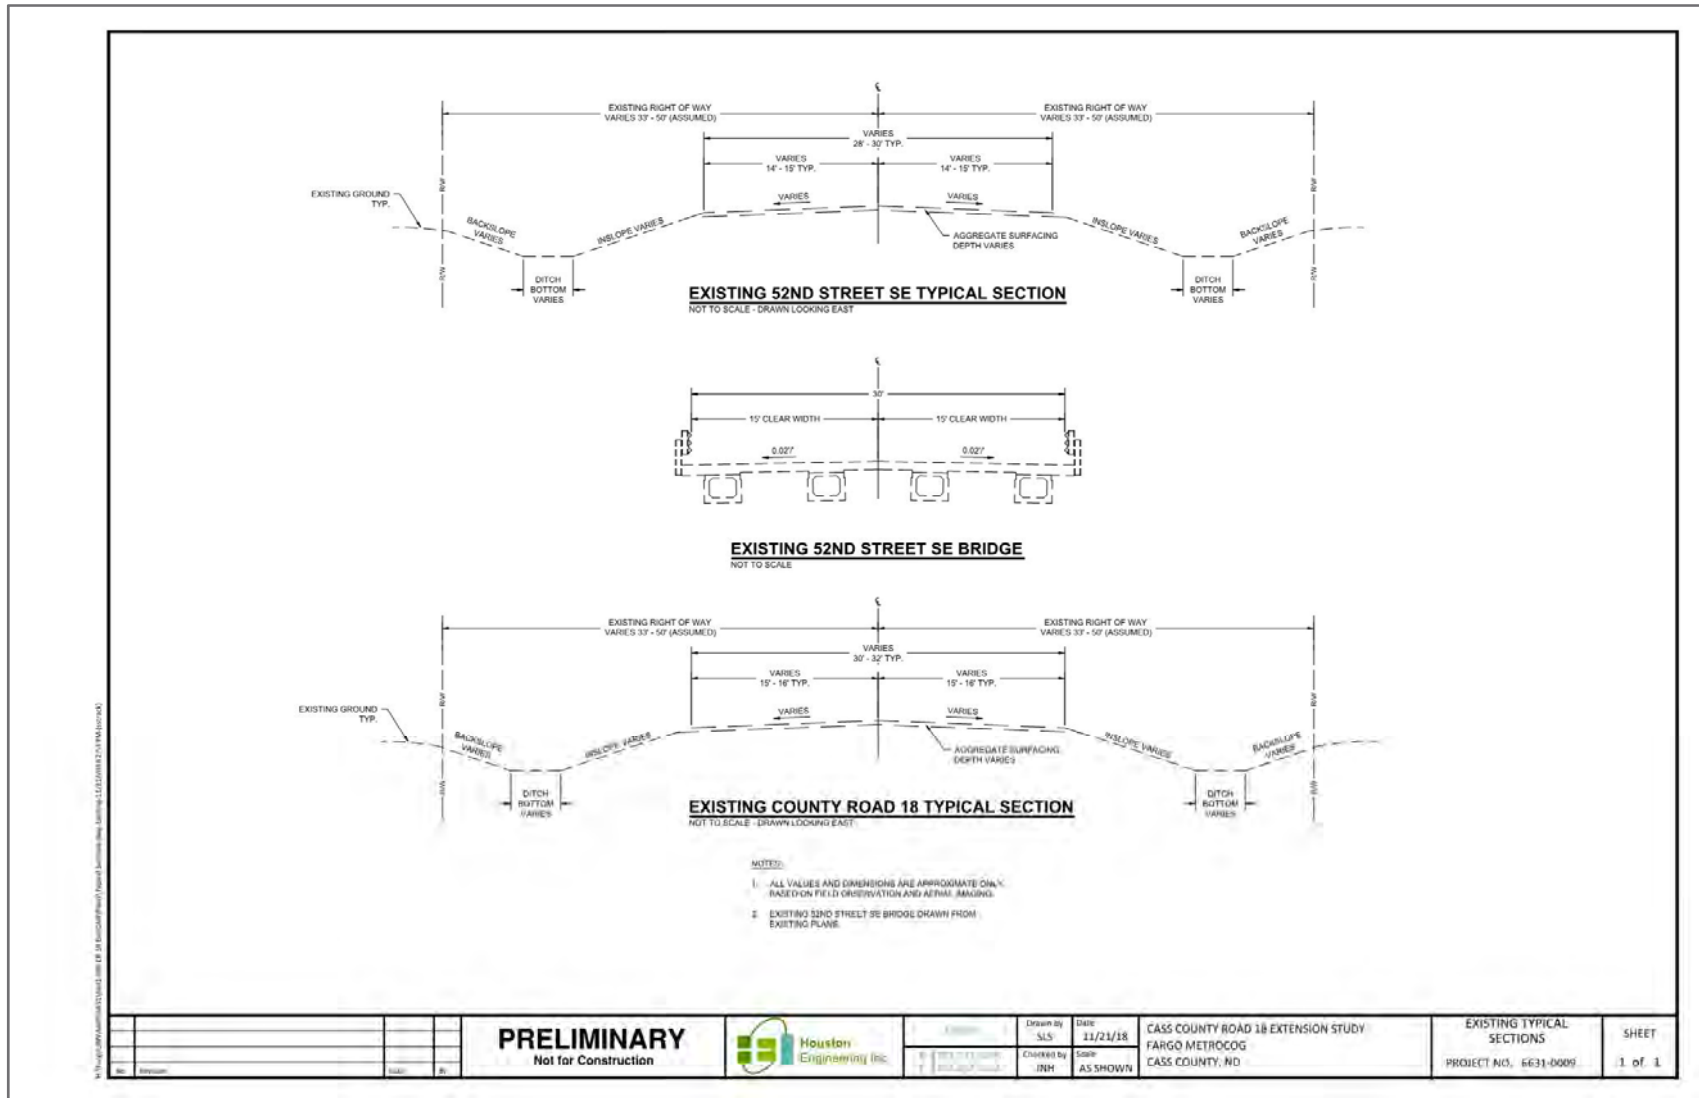 ℄
EXISTING RIGHT OF WAY
VARIES 33' - 50' (ASSUMED)
EXISTING RIGHT OF WAY
VARIES 33' - 50' (ASSUMED)
VARIES
28' - 30' TYP.
VARIES
14' - 15' TYP.
VARIES
14' - 15' TYP.
EXISTING GROUND
TYP.
R/W
R/W
VARIES
VARIES
BACKSLOPE
VARIES
INSLOPE VARIES
AGGREGATE SURFACING
DEPTH VARIES
INSLOPE VARIES
BACKSLOPE
VARIES
R/W
R/W
DITCH
BOTTOM
VARIES
DITCH
BOTTOM
VARIES
EXISTING 52ND STREET SE TYPICAL SECTION
NOT TO SCALE - DRAWN LOOKING EAST
℄
30'
15' CLEAR WIDTH
15' CLEAR WIDTH
0.027'
0.027'
EXISTING 52ND STREET SE BRIDGE
NOT TO SCALE
℄
EXISTING RIGHT OF WAY
VARIES 33' - 50' (ASSUMED)
EXISTING RIGHT OF WAY
VARIES 33' - 50' (ASSUMED)
VARIES
30' - 32' TYP.
VARIES
15' - 16' TYP.
VARIES
15' - 16' TYP.
EXISTING GROUND
TYP.
R/W
R/W
VARIES
VARIES
BACKSLOPE
VARIES
INSLOPE VARIES
AGGREGATE SURFACING
DEPTH VARIES
INSLOPE VARIES
BACKSLOPE
VARIES
R/W
R/W
DITCH
BOTTOM
VARIES
DITCH
BOTTOM
VARIES
EXISTING COUNTY ROAD 18 TYPICAL SECTION
NOT TO SCALE - DRAWN LOOKING EAST
NOTES:
1. ALL VALUES AND DIMENSIONS ARE APPROXIMATE ONLY.
BASED ON FIELD OBSERVATION AND AERIAL IMAGING.
2. EXISTING 52ND STREET SE BRIDGE DRAWN FROM
EXISTING PLANS.
No. Revision Date By
PRELIMINARY
Not for Construction
Houston
Engineering Inc.
Drawn by
SLS
Date
11/21/18
Checked by
JNH
Scale
AS SHOWN
CASS COUNTY ROAD 18 EXTENSION STUDY
FARGO METROCOG
CASS COUNTY, ND
EXISTING TYPICAL
SECTIONS
PROJECT NO. 6631-0009
SHEET
1 of 1